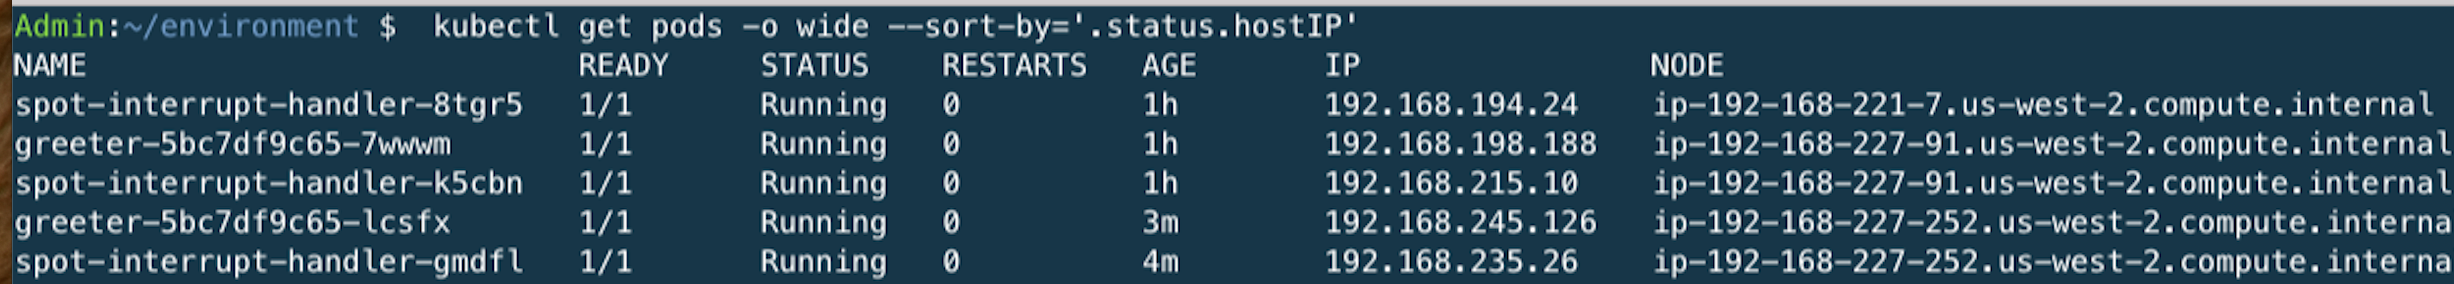 Admin:~/environment $  kubectl get pods -o wide --sort-by='.status.hostIP'
NAME                           READY     STATUS    RESTARTS   AGE       IP                NODE
spot-interrupt-handler-8tgr5   1/1       Running   0          1h        192.168.194.24    ip-192-168-221-7.us-west-2.compute.internal
greeter-5bc7df9c65-7wwwm       1/1       Running   0          1h        192.168.198.188   ip-192-168-227-91.us-west-2.compute.internal
spot-interrupt-handler-k5cbn   1/1       Running   0          1h        192.168.215.10    ip-192-168-227-91.us-west-2.compute.internal
greeter-5bc7df9c65-lcsfx       1/1       Running   0          3m        192.168.245.126   ip-192-168-227-252.us-west-2.compute.interna
spot-interrupt-handler-gmdfl   1/1       Running   0          4m        192.168.235.26    ip-192-168-227-252.us-west-2.compute.interna